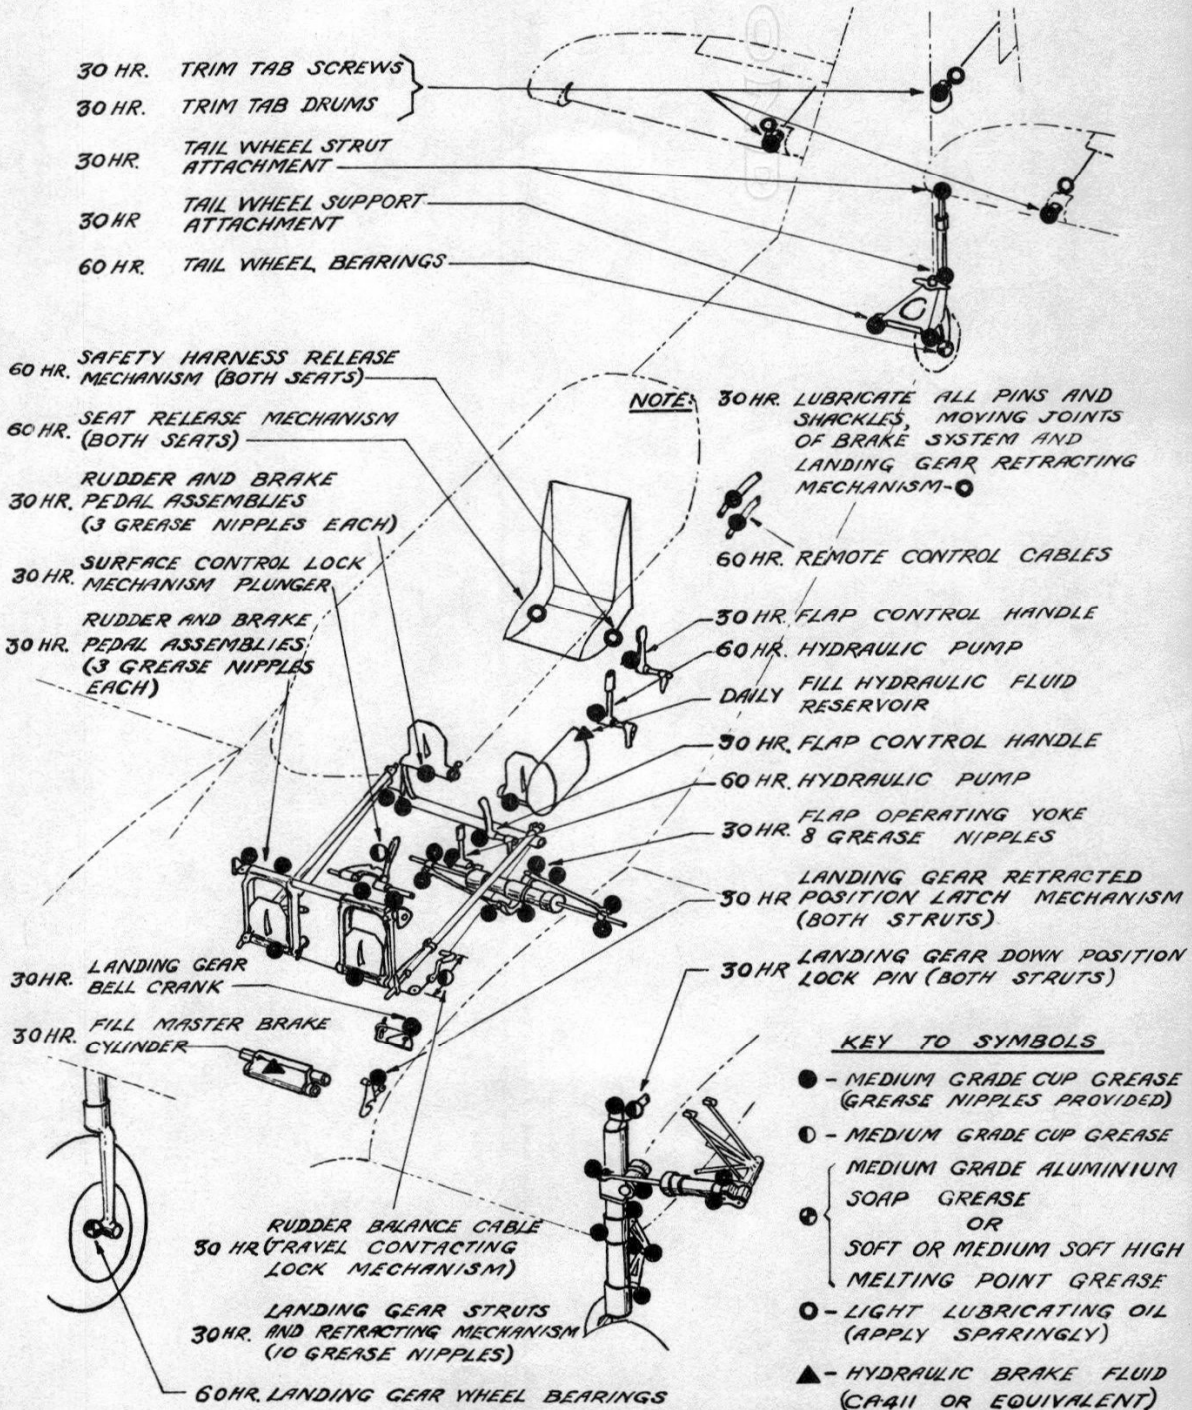 30 HR. TRIM TAB SCREWS
30 HR. TRIM TAB DRUMS
30 HR. TAIL WHEEL STRUT
ATTACHMENT
30 HR TAIL WHEEL SUPPORT
ATTACHMENT
60 HR. TAIL WHEEL BEARINGS
60 HR. SAFETY HARNESS RELEASE
MECHANISM (BOTH SEATS)
60 HR. SEAT RELEASE MECHANISM
(BOTH SEATS)
RUDDER AND BRAKE
30 HR. PEDAL ASSEMBLIES
(3 GREASE NIPPLES EACH)
30 HR. SURFACE CONTROL LOCK
MECHANISM PLUNGER
RUDDER AND BRAKE
30 HR. PEDAL ASSEMBLIES
(3 GREASE NIPPLES
EACH)
NOTE: 30 HR. LUBRICATE ALL PINS AND
SHACKLES, MOVING JOINTS
OF BRAKE SYSTEM AND
LANDING GEAR RETRACTING
MECHANISM-
60 HR. REMOTE CONTROL CABLES
30 HR. FLAP CONTROL HANDLE
60 HR. HYDRAULIC PUMP
DAILY FILL HYDRAULIC FLUID
RESERVOIR
30 HR. FLAP CONTROL HANDLE
60 HR. HYDRAULIC PUMP
30 HR. FLAP OPERATING YOKE
8 GREASE NIPPLES
LANDING GEAR RETRACTED
30 HR POSITION LATCH MECHANISM
(BOTH STRUTS)
30 HR LANDING GEAR DOWN POSITION
LOCK PIN (BOTH STRUTS)
30 HR. LANDING GEAR
BELL CRANK
30 HR. FILL MASTER BRAKE
CYLINDER
RUDDER BALANCE CABLE
30 HR (TRAVEL CONTACTING
LOCK MECHANISM)
LANDING GEAR STRUTS
30 HR. AND RETRACTING MECHANISM
(10 GREASE NIPPLES)
60 HR. LANDING GEAR WHEEL BEARINGS
KEY TO SYMBOLS
- MEDIUM GRADE CUP GREASE
(GREASE NIPPLES PROVIDED)
- MEDIUM GRADE CUP GREASE
MEDIUM GRADE ALUMINIUM
SOAP GREASE
OR
SOFT OR MEDIUM SOFT HIGH
MELTING POINT GREASE
- LIGHT LUBRICATING OIL
(APPLY SPARINGLY)
- HYDRAULIC BRAKE FLUID
(CA411 OR EQUIVALENT)